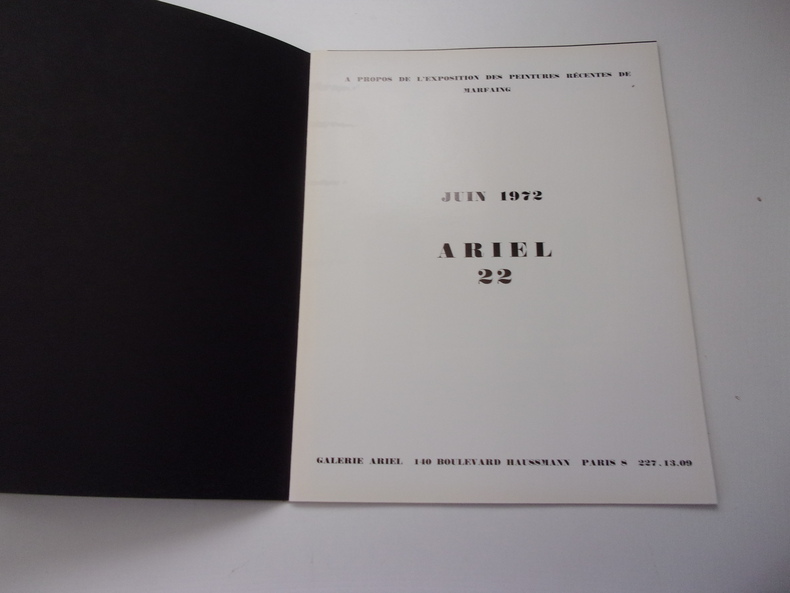 A PROPOS DE L'EXPOSITION DES PEINTURES RÉCENTES DE
MARFAING
JUIN 1972
ARIEL
22
GALERIE ARIEL 140 BOULEVARD HAUSSMANN PARIS 8 227.13.09